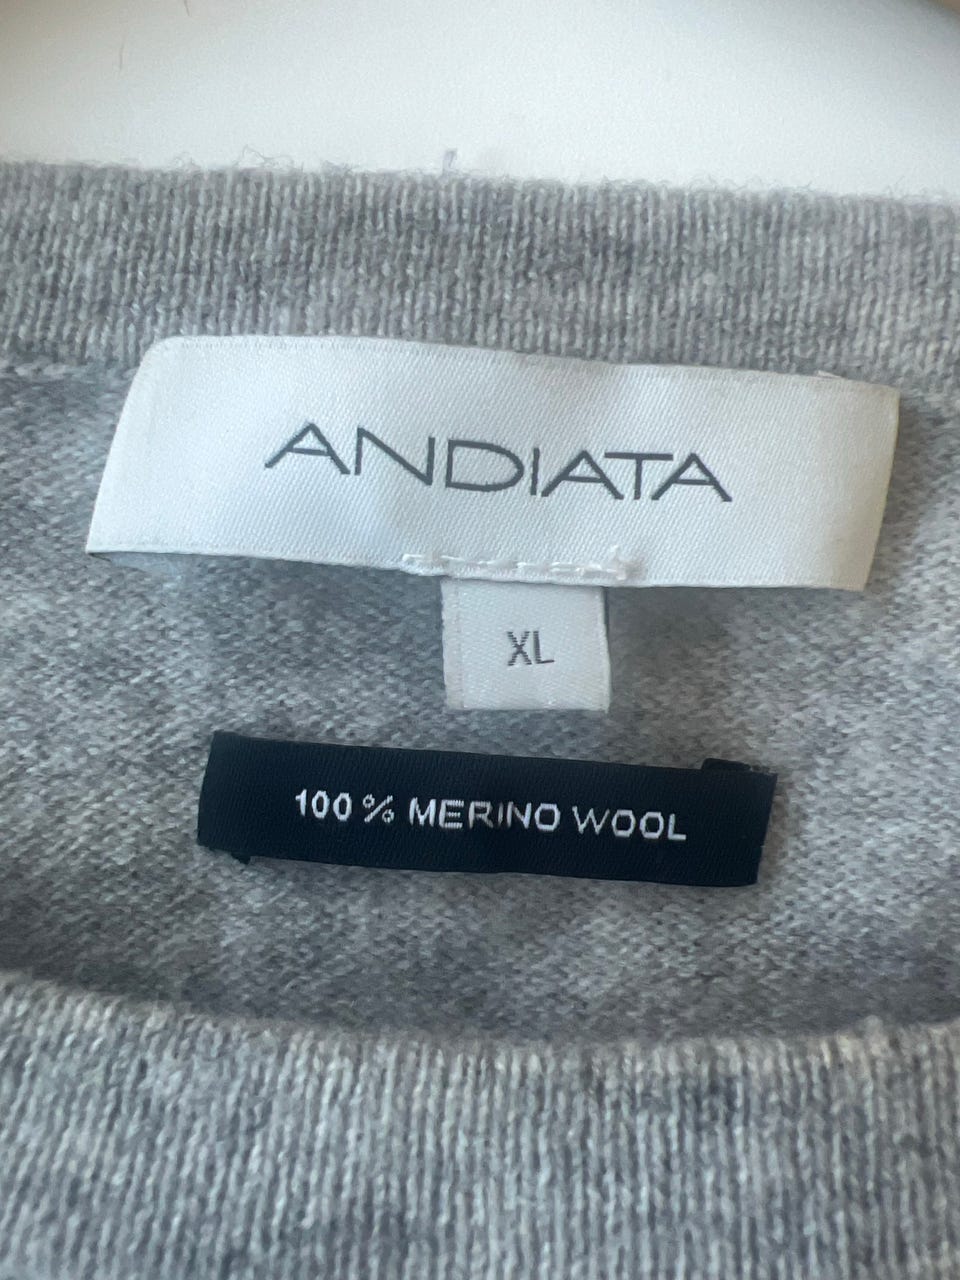 ANDIATA
XL
100 % MERINO WOOL